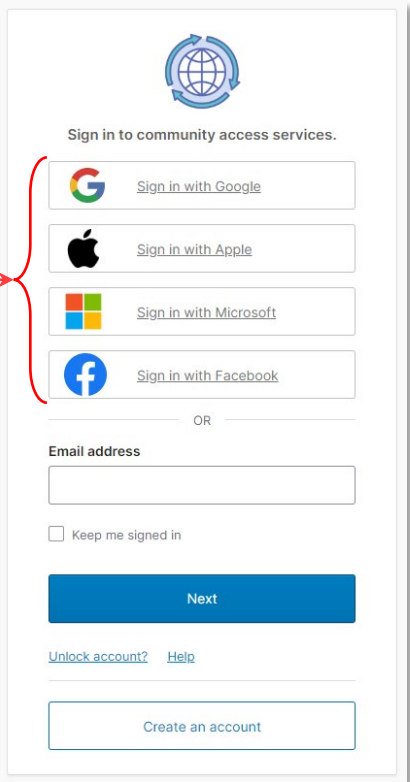 Sign in to community access services.
Sign in with Google
Sign in with Apple
Sign in with Microsoft
Sign in with Facebook
OR
Email address
Keep me signed in
Next
Unlock account? Help
Create an account